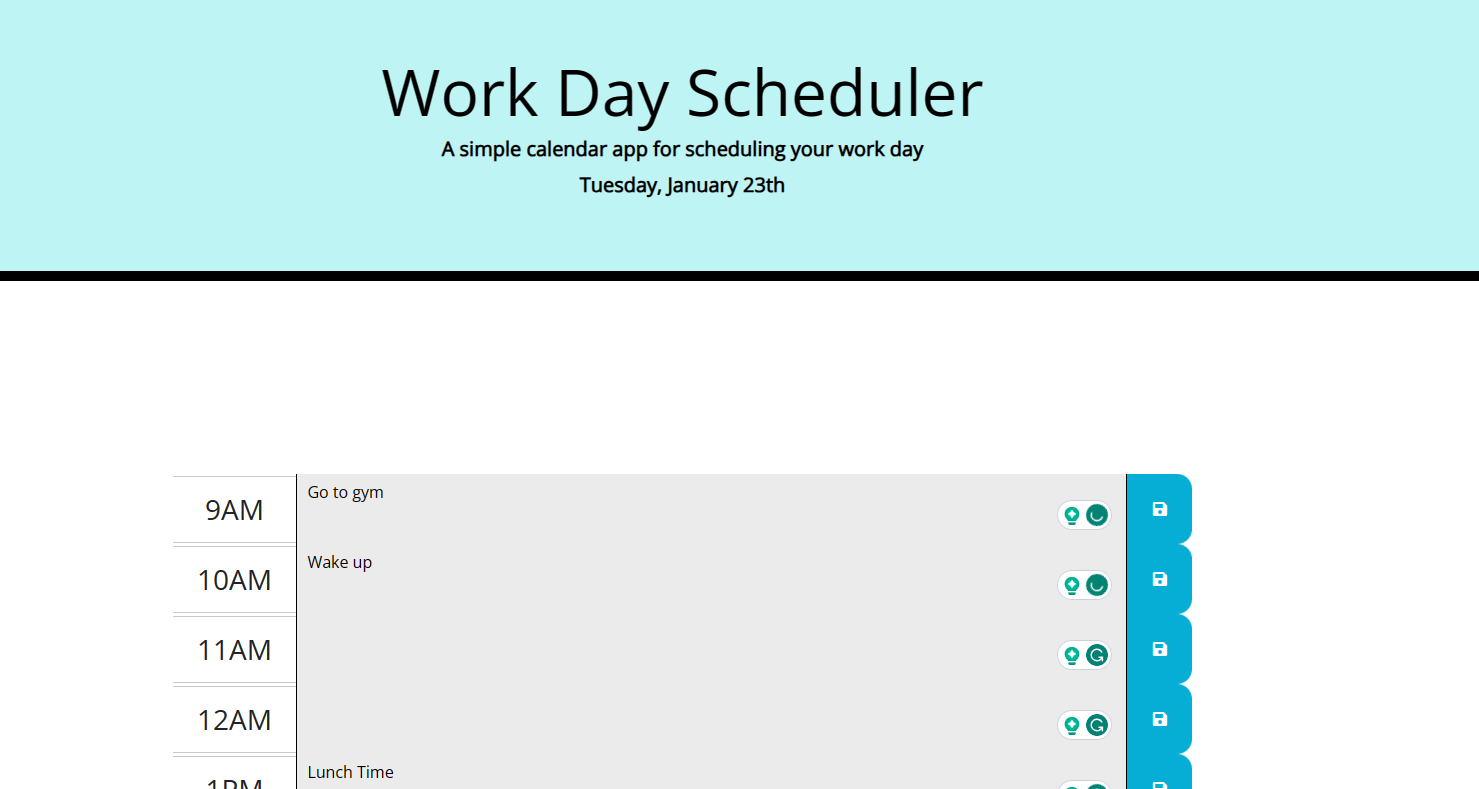 Work Day Scheduler
A simple calendar app for scheduling your work day
Tuesday, January 23th
9AM
Go to gym
10AM
Wake up
11AM
12AM
1PM
Lunch Time